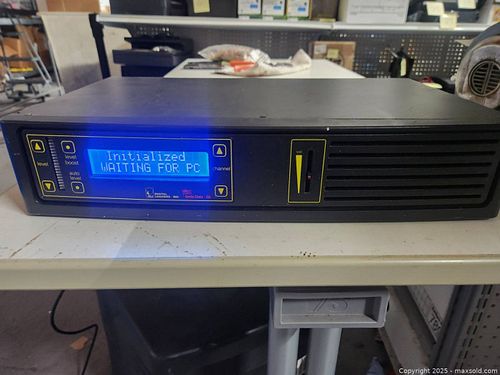 Initialized
WAITING FOR PC
level
level
boost
auto
level
channel
Copyright © 2025 - maxsold.com